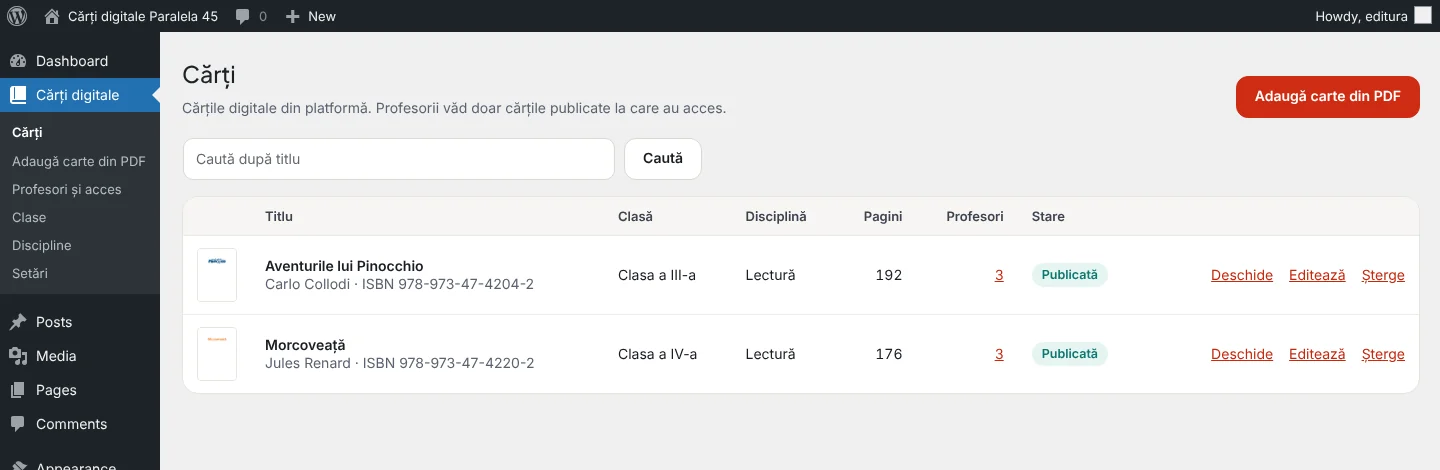 Cărți digitale Paralela 45 0 New Howdy, editura
Dashboard
Cărți digitale
Cărți
Adaugă carte din PDF
Profesori și acces
Clase
Discipline
Setări
Posts
Media
Pages
Comments
Appearance
Cărți
Cărțile digitale din platformă. Profesorii văd doar cărțile publicate la care au acces.
Adaugă carte din PDF
Caută după titlu Caută
Titlu Clasă Disciplină Pagini Profesori Stare
Aventurile lui Pinocchio
Carlo Collodi · ISBN 978-973-47-4204-2
Clasa a III-a Lectură 192 3 Publicată Deschide Editează Șterge
Morcoveață
Jules Renard · ISBN 978-973-47-4220-2
Clasa a IV-a Lectură 176 3 Publicată Deschide Editează Șterge